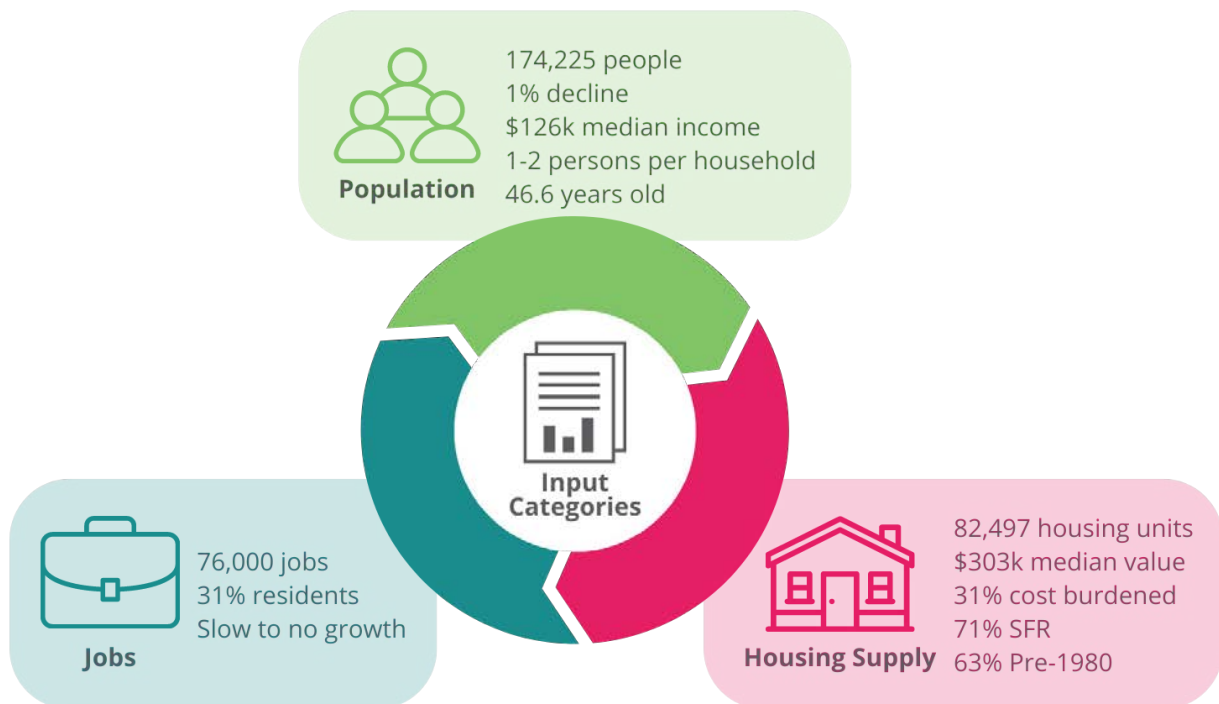 Population
174,225 people
1% decline
$126k median income
1-2 persons per household
46.6 years old
Input
Categories
Jobs
76,000 jobs
31% residents
Slow to no growth
Housing Supply
82,497 housing units
$303k median value
31% cost burdened
71% SFR
63% Pre-1980